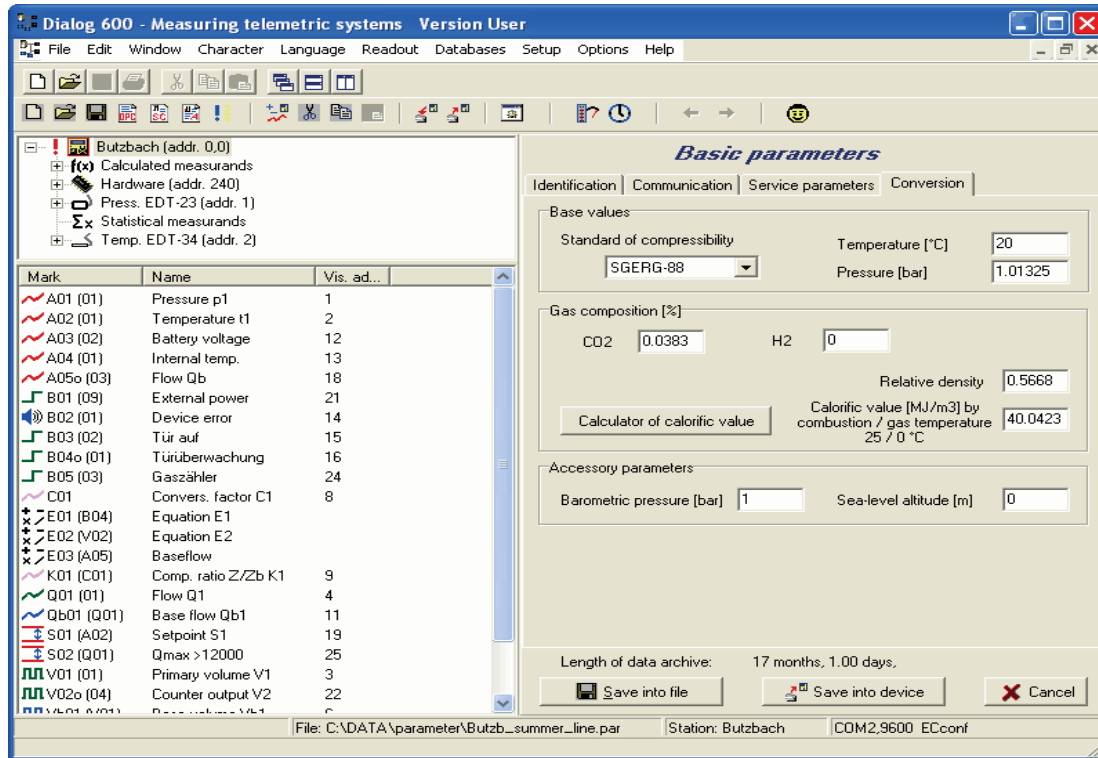 Dialog 600 - Measuring telemetric systems Version User
File Edit Window Character Language Readout Databases Setup Options Help
Butzbach (addr. 0,0)
f(x) Calculated measurands
Hardware (addr. 240)
Press. EDT-23 (addr. 1)
Σx Statistical measurands
Temp. EDT-34 (addr. 2)
Mark Name Vis. ad...
A01 (01) Pressure p1 1
A02 (01) Temperature t1 2
A03 (02) Battery voltage 12
A04 (01) Internal temp. 13
A05o (03) Flow Qb 18
B01 (09) External power 21
B02 (01) Device error 14
B03 (02) Tür auf 15
B04o (01) Türüberwachung 16
B05 (03) Gaszähler 24
C01 Convers. factor C1 8
E01 (B04) Equation E1
E02 (V02) Equation E2
E03 (A05) Baseflow
K01 (C01) Comp. ratio Z/Zb K1 9
Q01 (01) Flow Q1 4
Qb01 (Q01) Base flow Qb1 11
S01 (A02) Setpoint S1 19
S02 (Q01) Qmax >12000 25
V01 (01) Primary volume V1 3
V02o (04) Counter output V2 22
Basic parameters
Identification Communication Service parameters Conversion
Base values
Standard of compressibility
SGERG-88
Temperature [°C] 20
Pressure [bar] 1.01325
Gas composition [%]
CO2 0.0383 H2 0
Relative density 0.5668
Calculator of calorific value
Calorific value [MJ/m3] by
combustion / gas temperature 40.0423
25 / 0 °C
Accessory parameters
Barometric pressure [bar] 1 Sea-level altitude [m] 0
Length of data archive: 17 months, 1.00 days,
Save into file Save into device Cancel
File: C:\DATA\parameter\Butzb_summer_line.par Station: Butzbach COM2,9600 ECconf